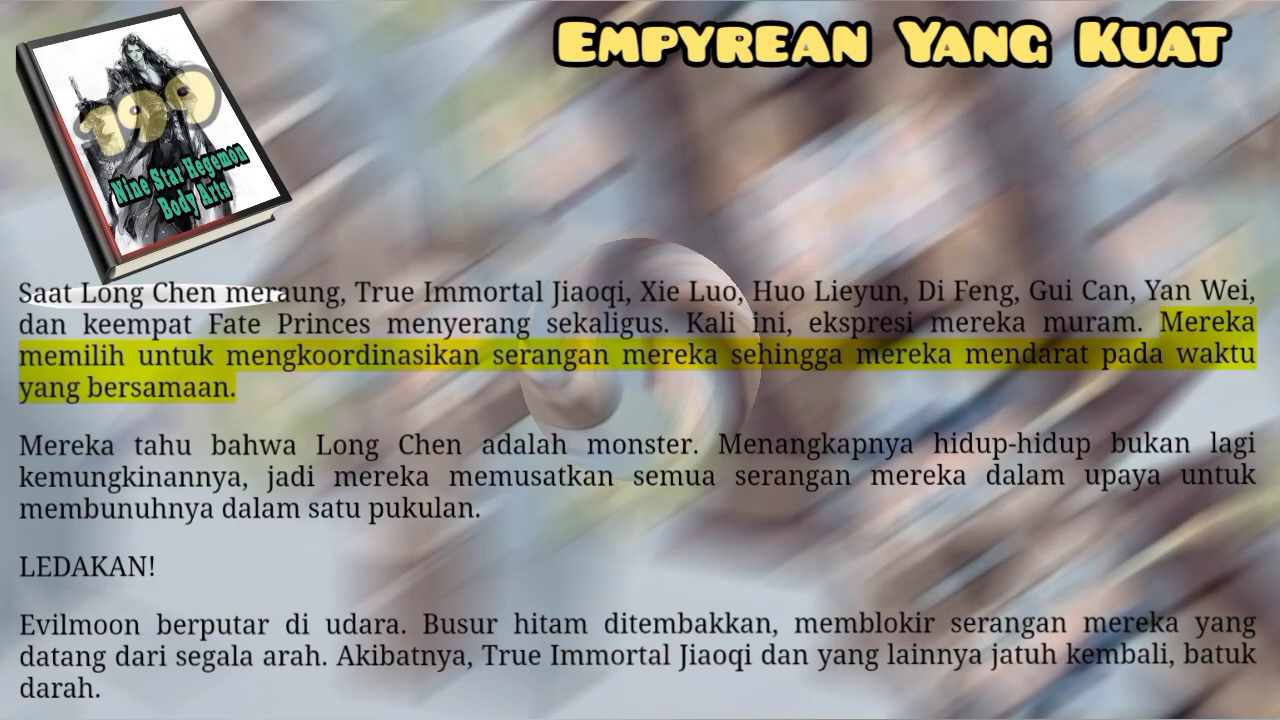 Empyrean Yang Kuat
199
Nine Star Hegemon
Body Arts
Saat Long Chen meraung, True Immortal Jiaoqi, Xie Luo, Huo Lieyun, Di Feng, Gui Can, Yan Wei,
dan keempat Fate Princes menyerang sekaligus. Kali ini, ekspresi mereka muram. Mereka
memilih untuk mengkoordinasikan serangan mereka sehingga mereka mendarat pada waktu
yang bersamaan.
Mereka tahu bahwa Long Chen adalah monster. Menangkapnya hidup-hidup bukan lagi
kemungkinannya, jadi mereka memusatkan semua serangan mereka dalam upaya untuk
membunuhnya dalam satu pukulan.
LEDAKAN!
Evilmoon berputar di udara. Busur hitam ditembakkan, memblokir serangan mereka yang
datang dari segala arah. Akibatnya, True Immortal Jiaoqi dan yang lainnya jatuh kembali, batuk
darah.